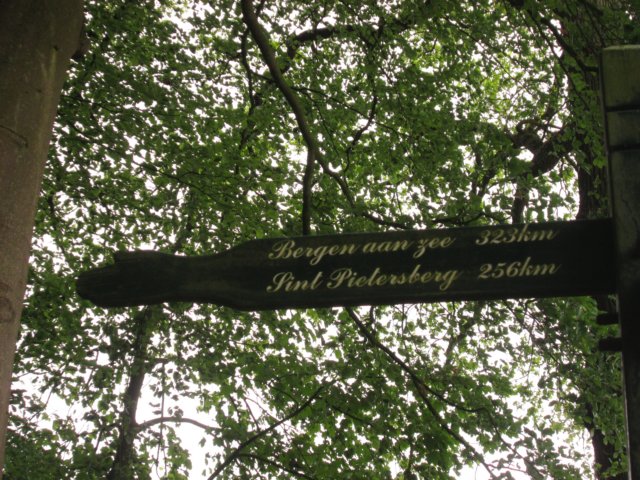 Bergen aan zee 323km
Sint Pietersberg 256km